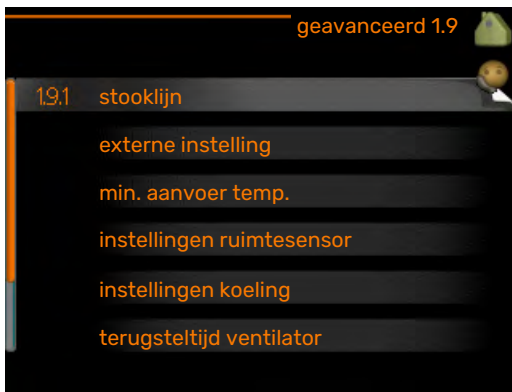 geavanceerd 1.9
1.9.1 stooklijn
externe instelling
min. aanvoer temp.
instellingen ruimtesensor
instellingen koeling
terugsteltijd ventilator